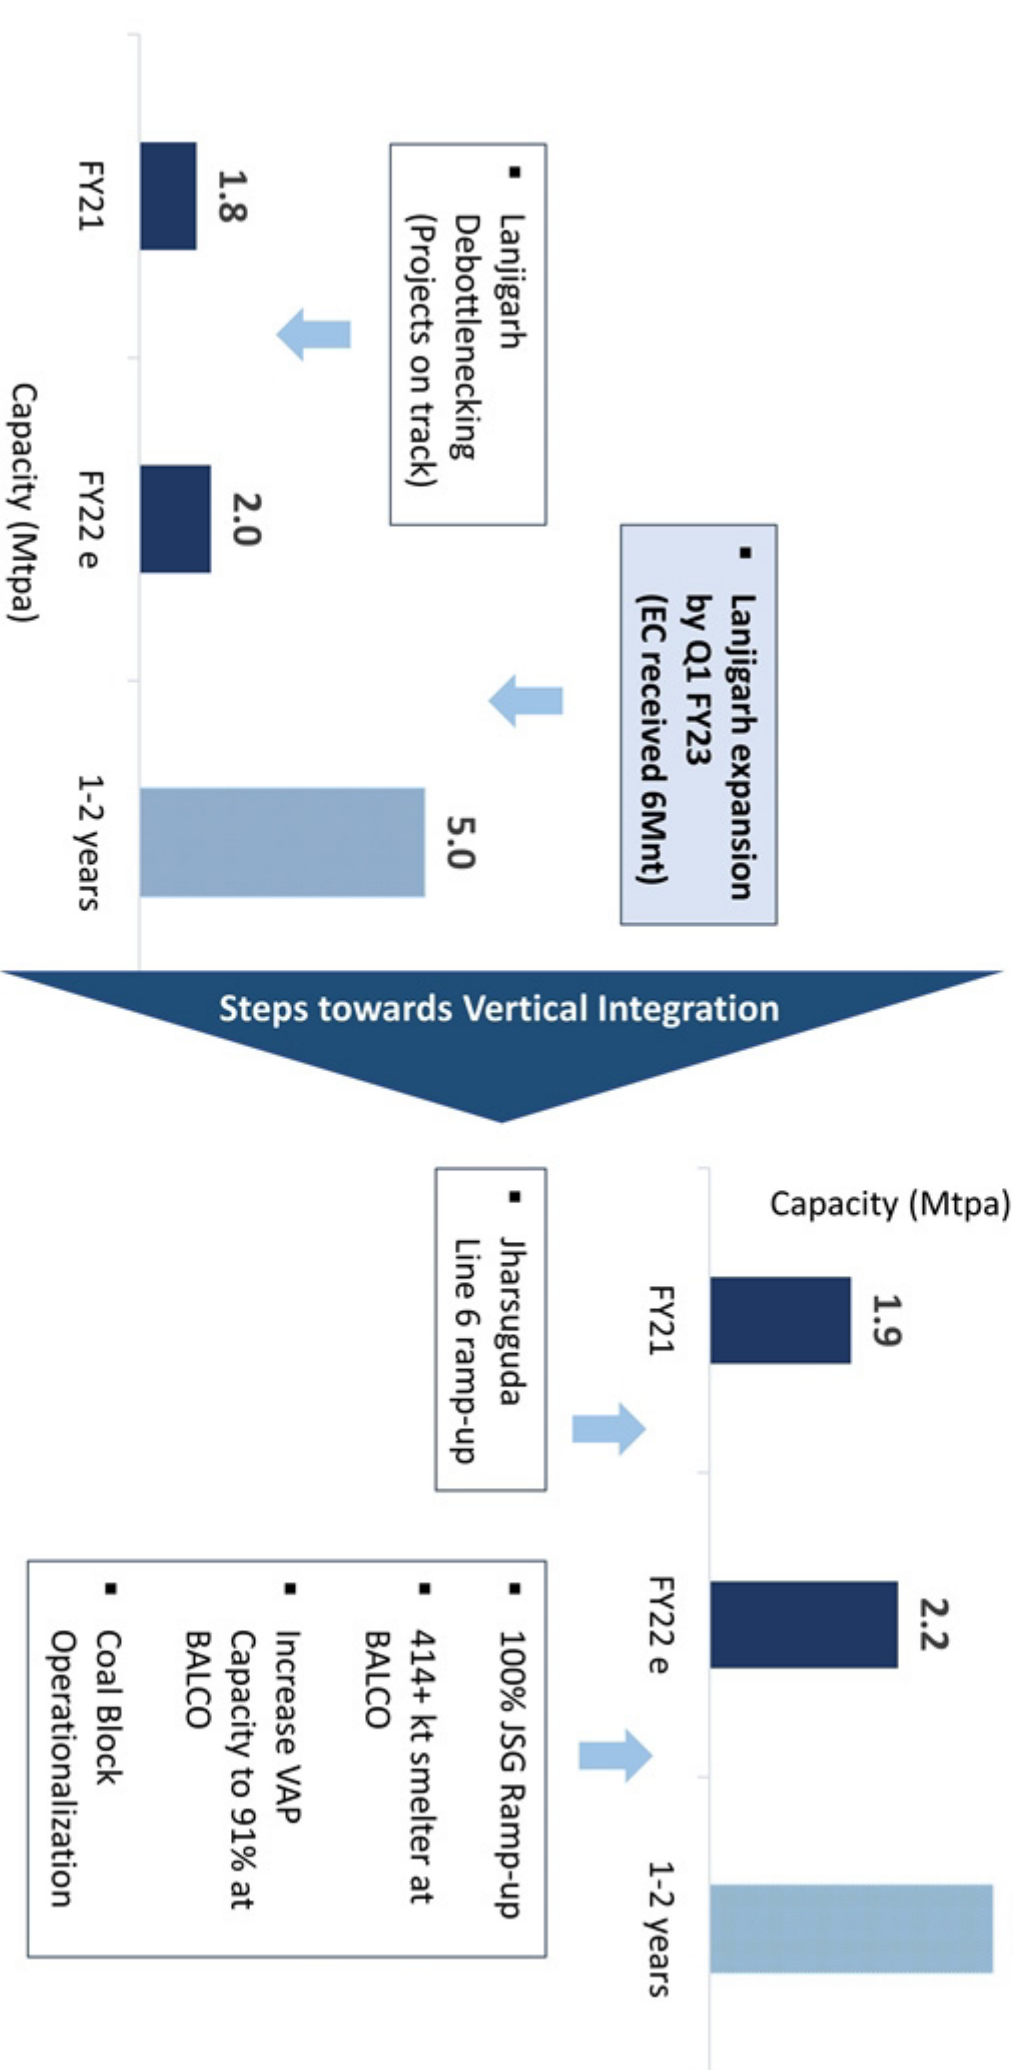 ▪ Lanjigarh expansion
by Q1 FY23
(EC received 6Mnt)
▪ Lanjigarh
Debottlenecking
(Projects on track)
5.0
2.0
1.8
FY21
FY22 e
1-2 years
Capacity (Mtpa)
Steps towards Vertical Integration
Capacity (Mtpa)
2.2
1.9
FY21
FY22 e
1-2 years
▪ Jharsuguda
Line 6 ramp-up
▪ 100% JSG Ramp-up
▪ 414+ kt smelter at
BALCO
▪ Increase VAP
Capacity to 91% at
BALCO
▪ Coal Block
Operationalization